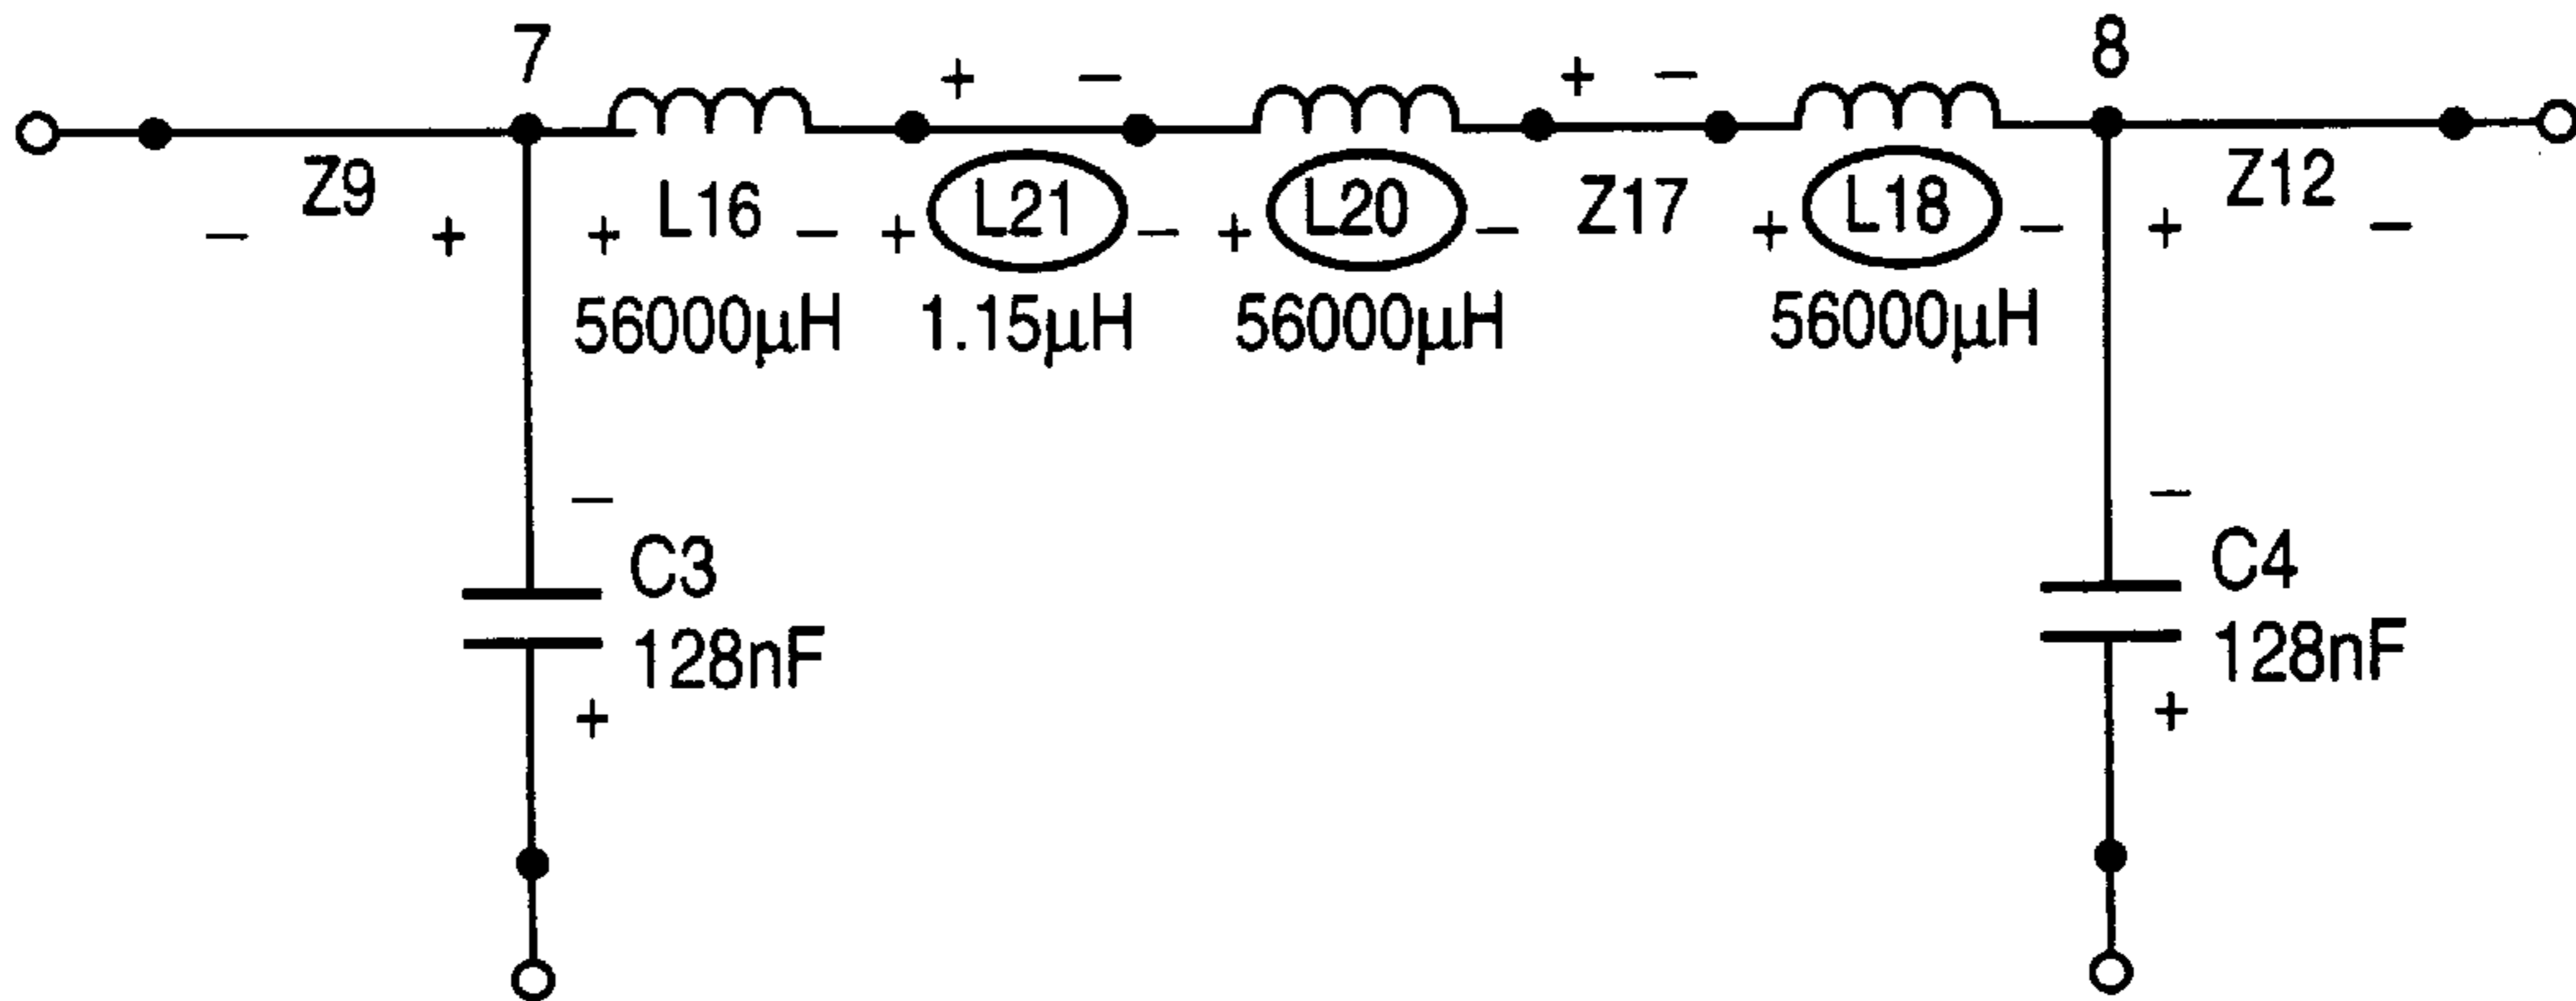 7 8
+ − + −
Z9 L16 L21 L20 Z17 L18 Z12
− + + − + − + − + − + −
56000µH 1.15µH 56000µH 56000µH
− −
C3 C4
128nF 128nF
+ +